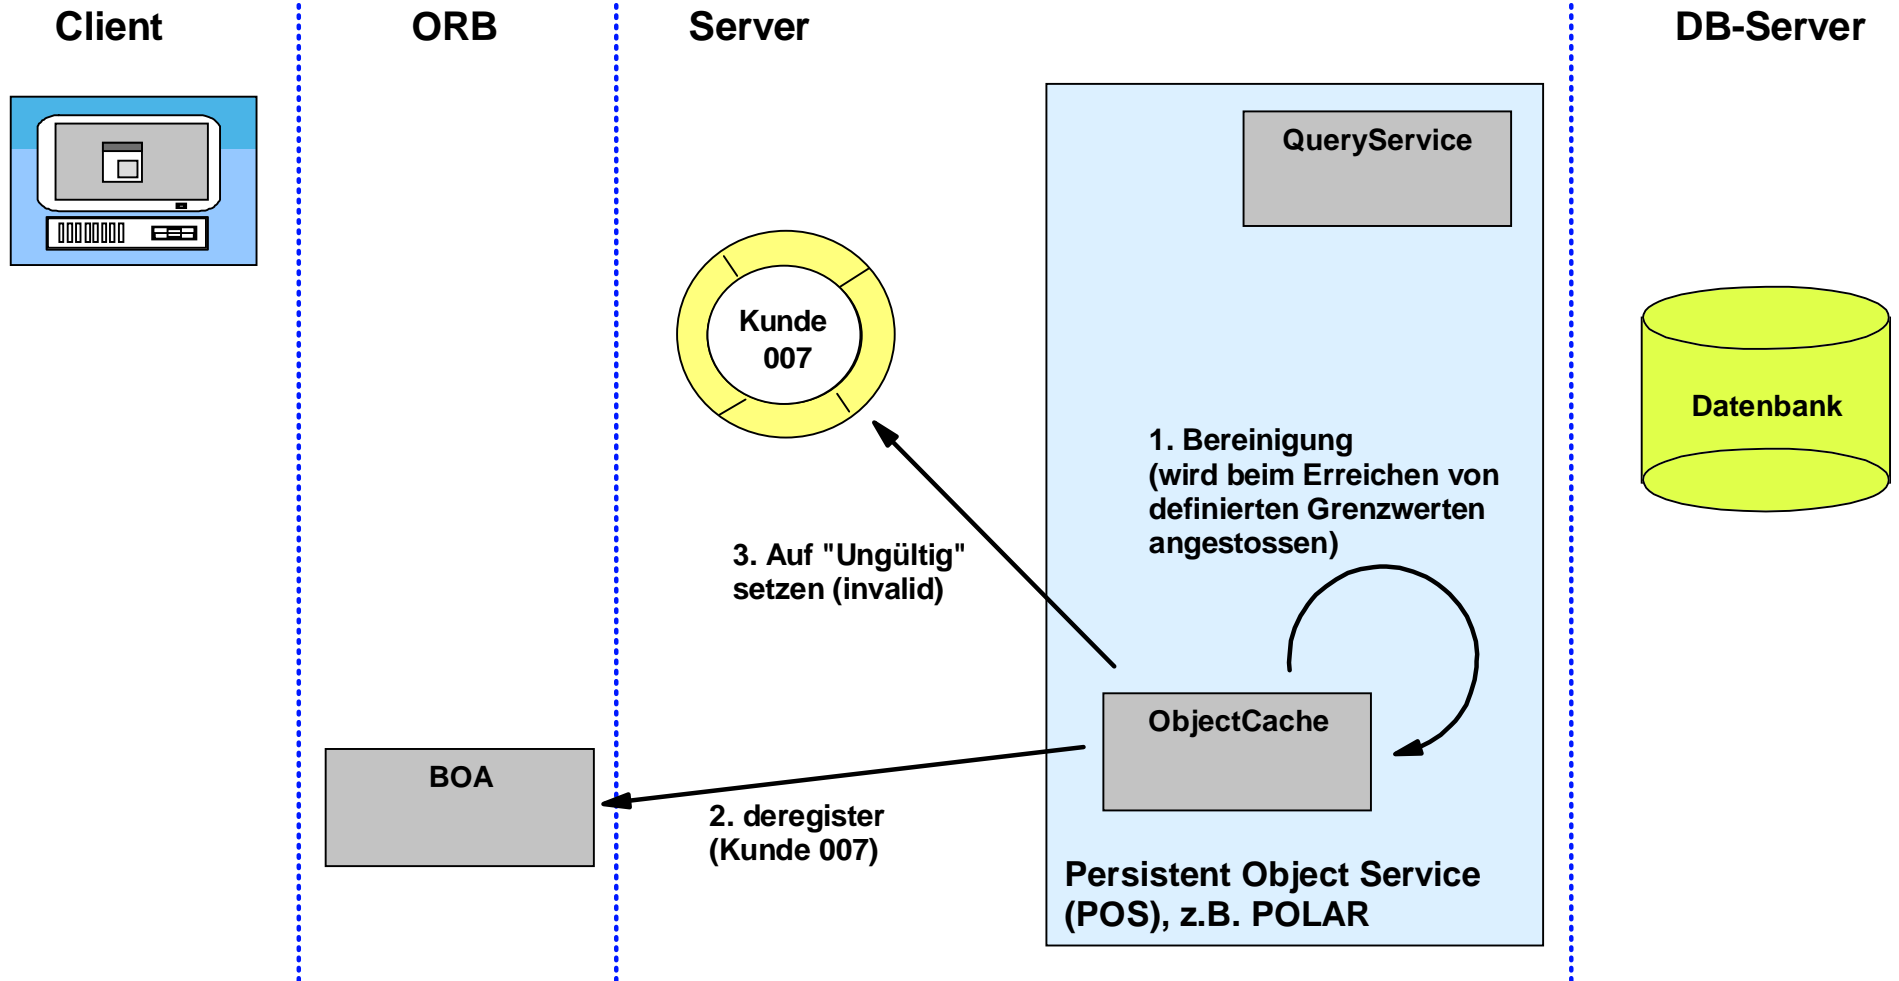 Client
ORB
Server
DB-Server
QueryService
Kunde
007
Datenbank
1. Bereinigung
(wird beim Erreichen von
definierten Grenzwerten
angestossen)
3. Auf "Ungültig"
setzen (invalid)
ObjectCache
BOA
2. deregister
(Kunde 007)
Persistent Object Service
(POS), z.B. POLAR